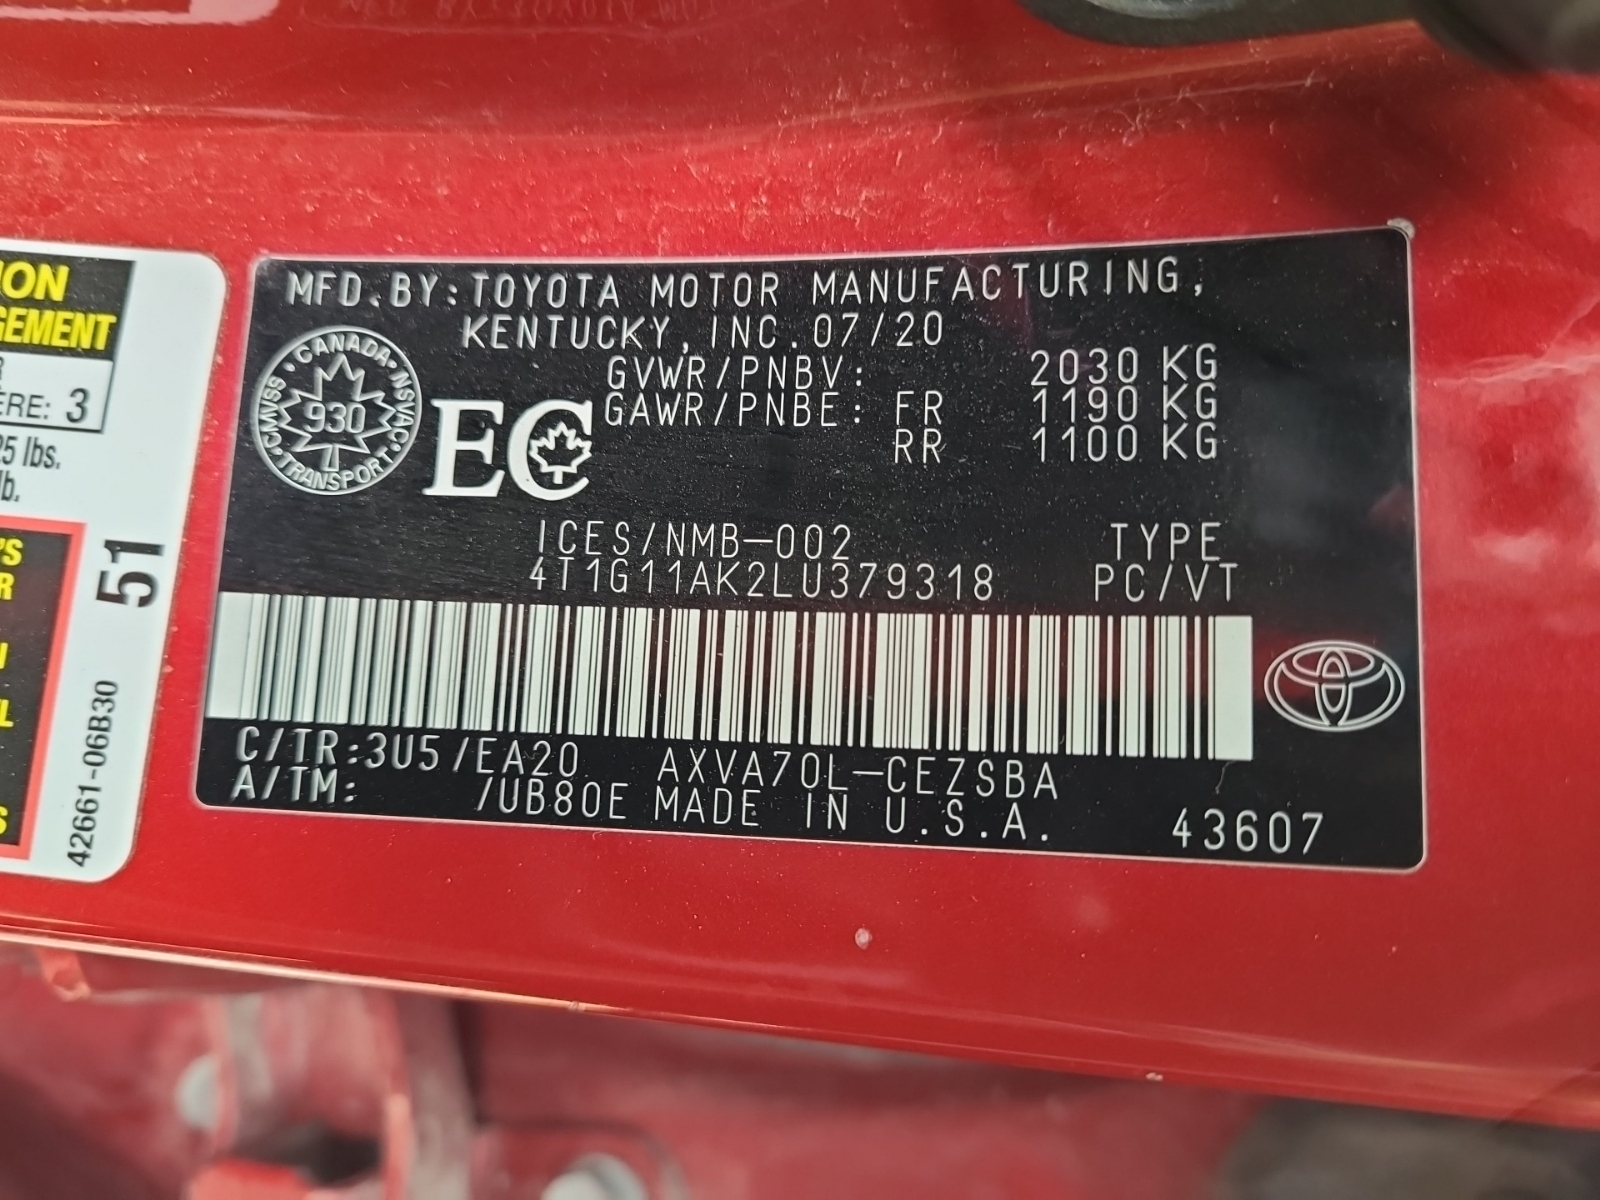 ION
GEMENT
ÈRE: 3
25 lbs.
lb.
51
42661-06B30
MFD.BY:TOYOTA MOTOR MANUFACTURING,
KENTUCKY, INC. 07/20
GVWR/PNBV: 2030 KG
GAWR/PNBE: FR 1190 KG
RR 1100 KG
CANADA·NSVAC·TRANSPORT·CMVSS·
930
EC
ICES/NMB-002 TYPE
4T1G11AK2LU379318 PC/VT
C/TR:3U5/EA20 AXVA70L-CEZSBA
A/TM: /UB80E MADE IN U.S.A. 43607